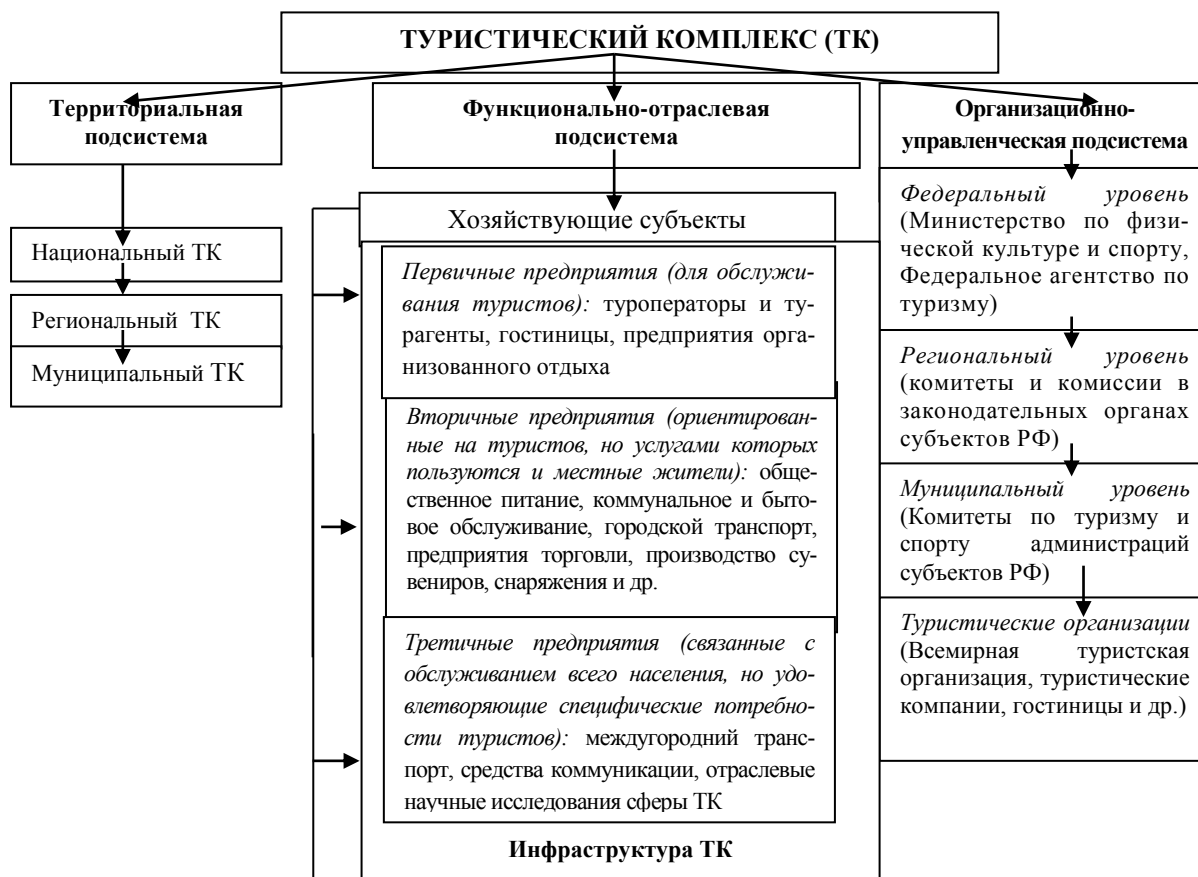 ТУРИСТИЧЕСКИЙ КОМПЛЕКС (ТК)
Территориальная
подсистема
Национальный ТК
Региональный ТК
Муниципальный ТК
Функционально-отраслевая
подсистема
Хозяйствующие субъекты
Первичные предприятия (для обслужи-
вания туристов): туроператоры и ту-
рагенты, гостиницы, предприятия орга-
низованного отдыха
Вторичные предприятия (ориентирован-
ные на туристов, но услугами которых
пользуются и местные жители): обще-
ственное питание, коммунальное и быто-
вое обслуживание, городской транспорт,
предприятия торговли, производство су-
вениров, снаряжения и др.
Третичные предприятия (связанные с
обслуживанием всего населения, но удо-
влетворяющие специфические потребно-
сти туристов): междугородний транс-
порт, средства коммуникации, отраслевые
научные исследования сферы ТК
Инфраструктура ТК
Организационно-
управленческая подсистема
Федеральный уровень
(Министерство по физи-
ческой культуре и спорту,
Федеральное агентство по
туризму)
Региональный уровень
(комитеты и комиссии в
законодательных органах
субъектов РФ)
Муниципальный уровень
(Комитеты по туризму и
спорту администраций
субъектов РФ)
Туристические организации
(Всемирная туристская
организация, туристические
компании, гостиницы и др.)